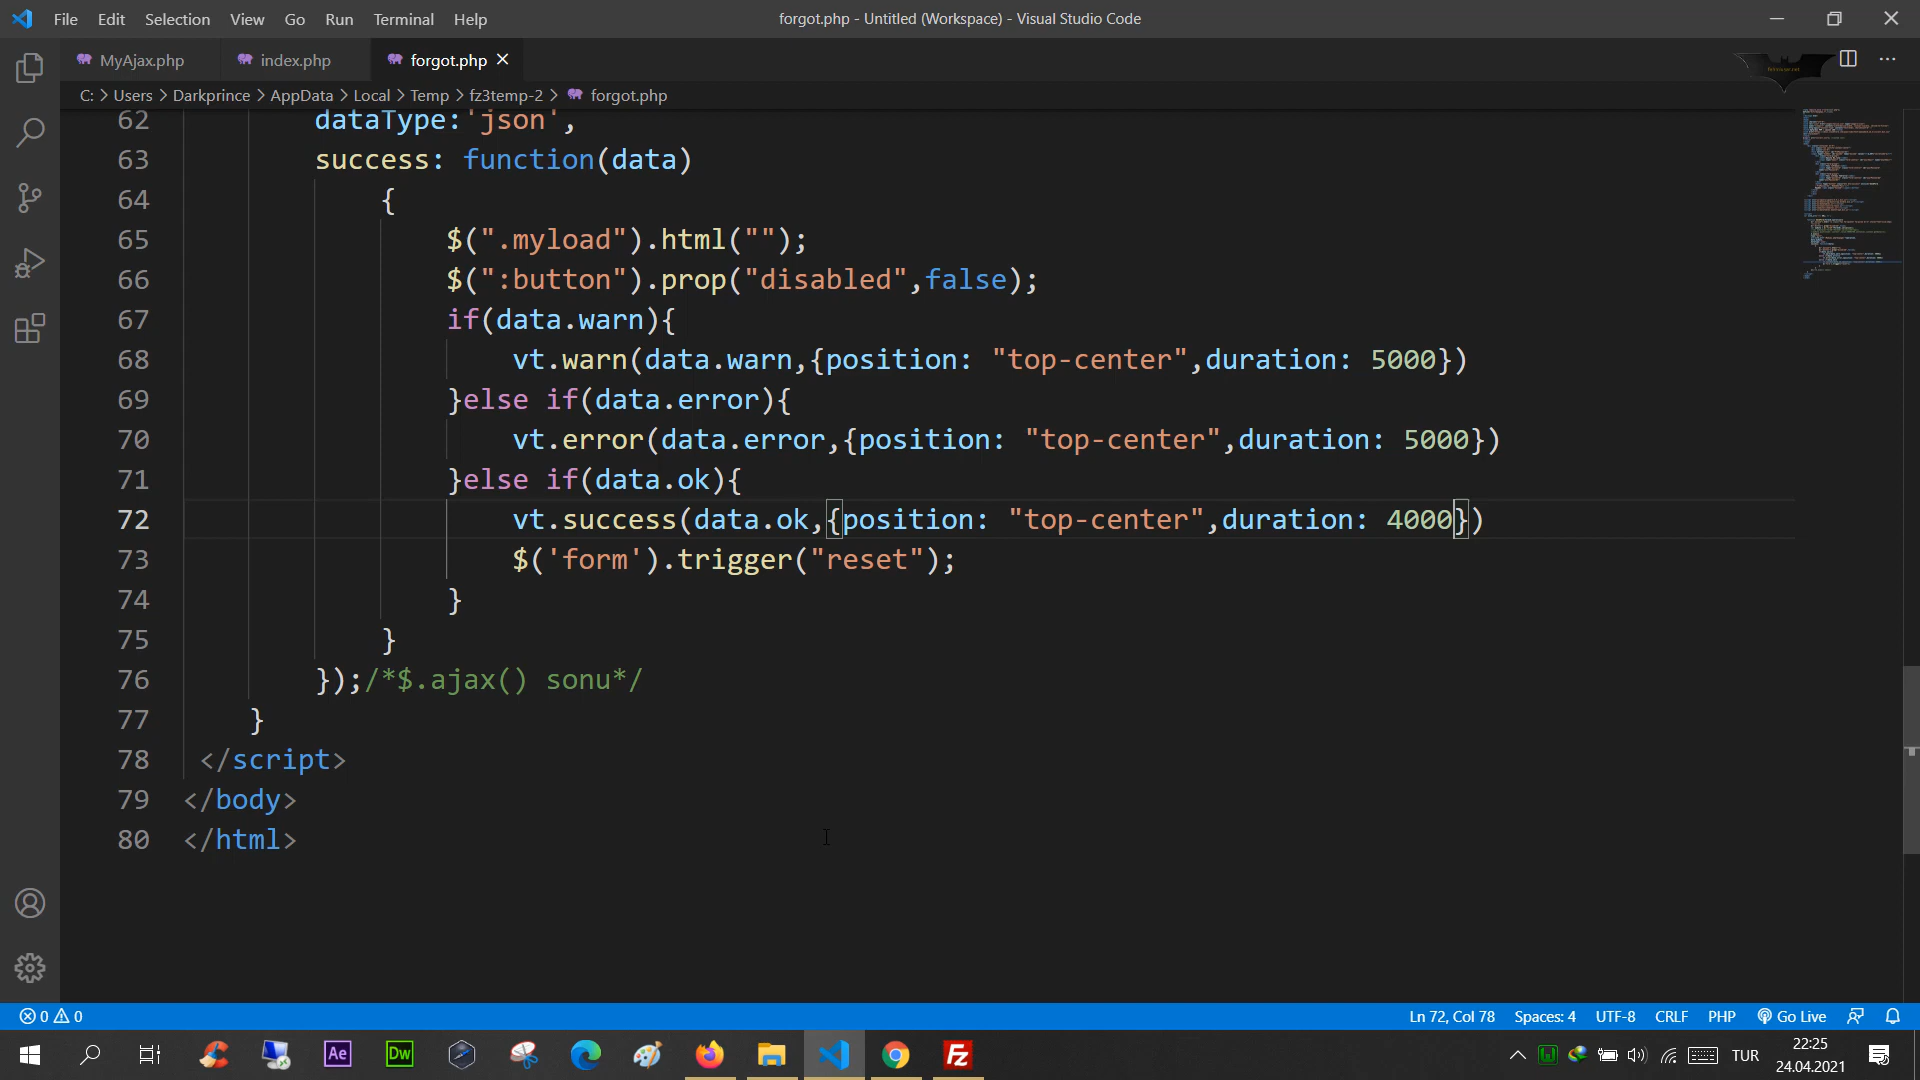 File Edit Selection View Go Run Terminal Help
forgot.php - Untitled (Workspace) - Visual Studio Code
MyAjax.php
index.php
forgot.php
C: > Users > Darkprince > AppData > Local > Temp > fz3temp-2 > forgot.php
62 dataType:'json',
63 success: function(data)
64 {
65 $(".myload").html("");
66 $(":button").prop("disabled",false);
67 if(data.warn){
68 vt.warn(data.warn,{position: "top-center",duration: 5000})
69 }else if(data.error){
70 vt.error(data.error,{position: "top-center",duration: 5000})
71 }else if(data.ok){
72 vt.success(data.ok,{position: "top-center",duration: 4000})
73 $('form').trigger("reset");
74 }
75 }
76 });/*$.ajax() sonu*/
77 }
78 </script>
79 </body>
80 </html>
0 0
Ln 72, Col 78 Spaces: 4 UTF-8 CRLF PHP Go Live
Ae
Dw
Fz
TUR
22:25
24.04.2021